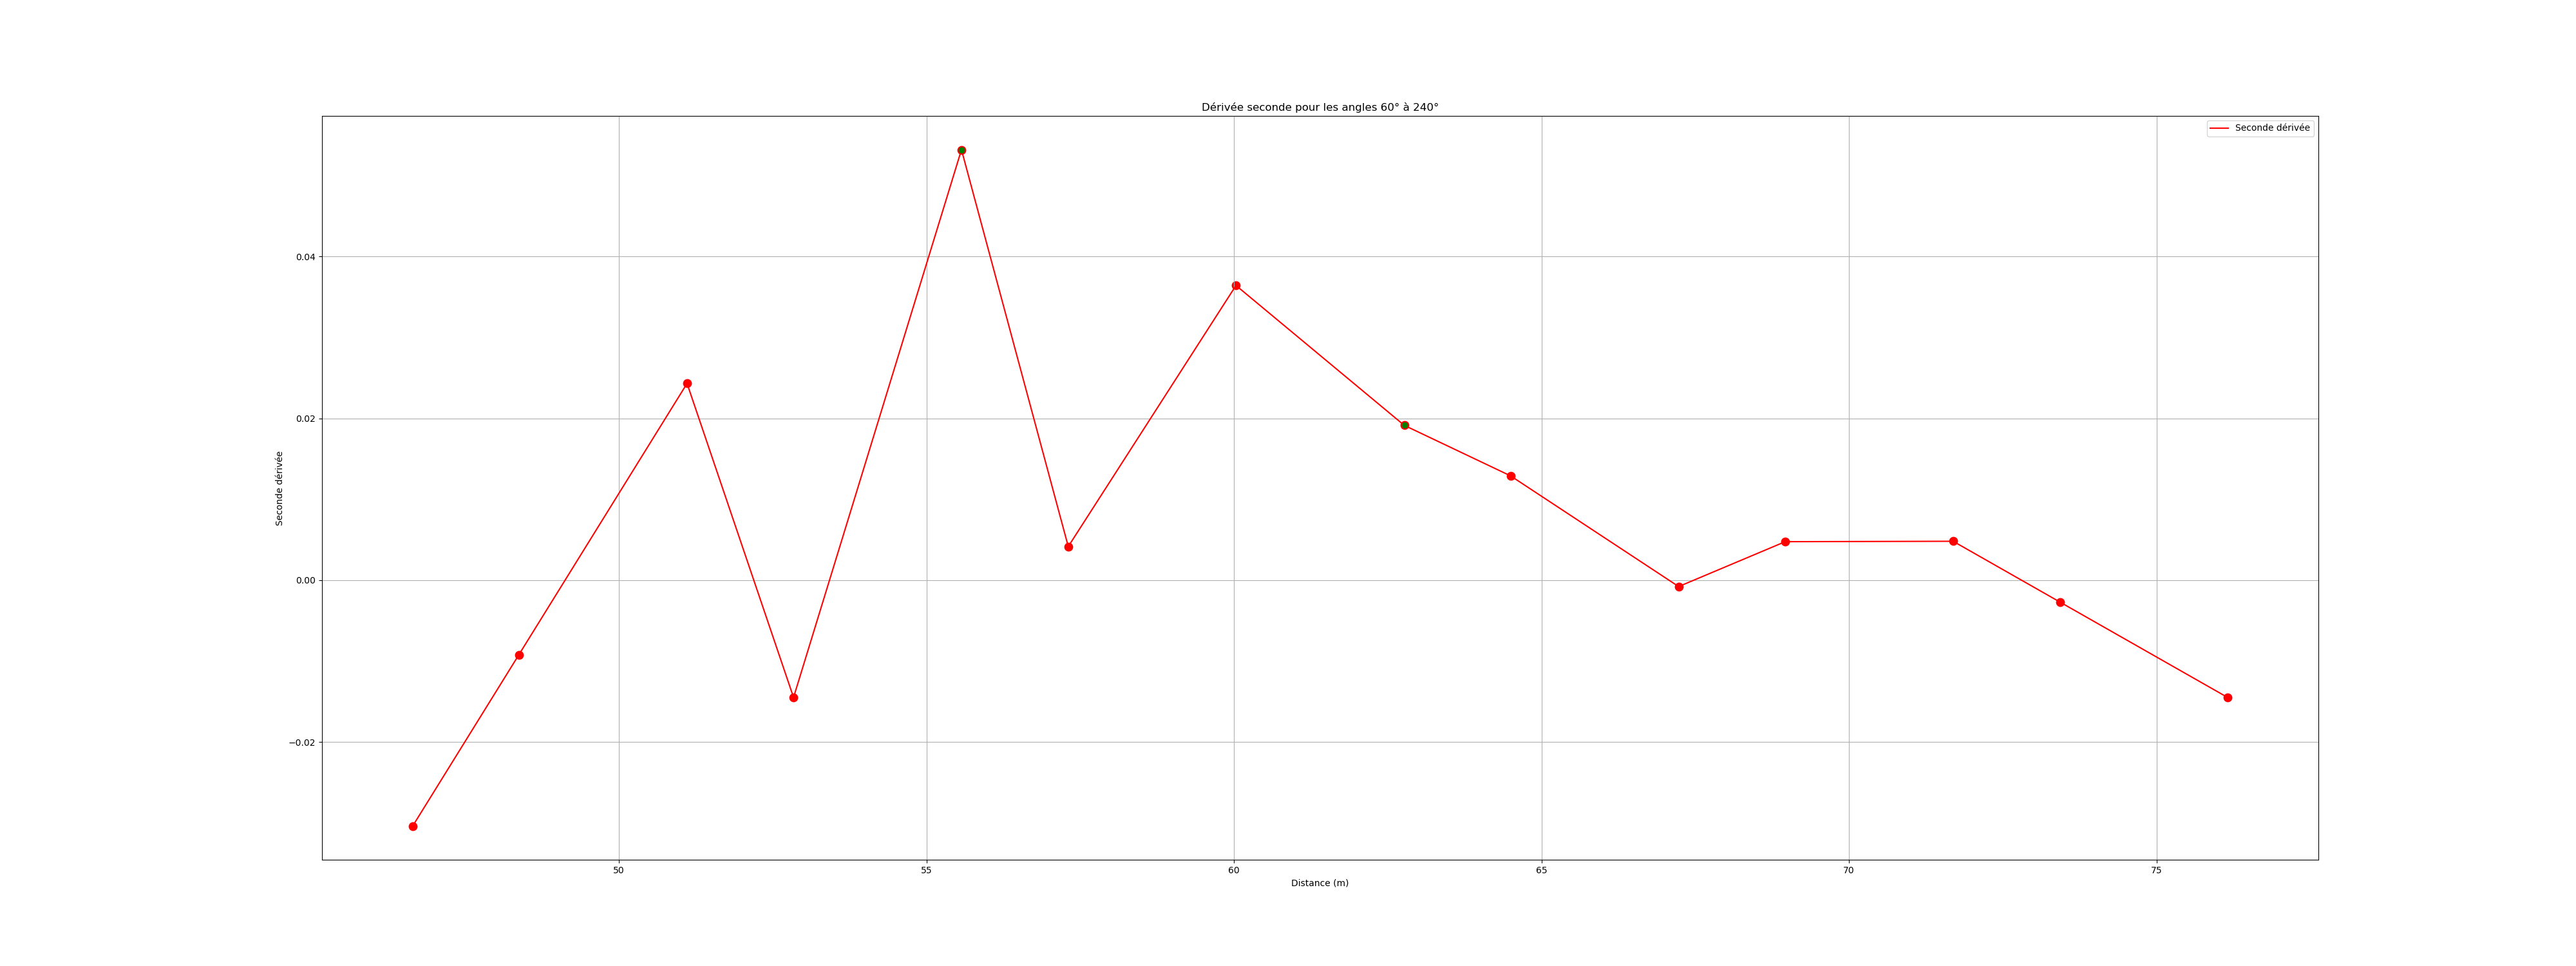 Dérivée seconde pour les angles 60° à 240°
Seconde dérivée
0.04
0.02
0.00
−0.02
Seconde dérivée
50
55
60
65
70
75
Distance (m)